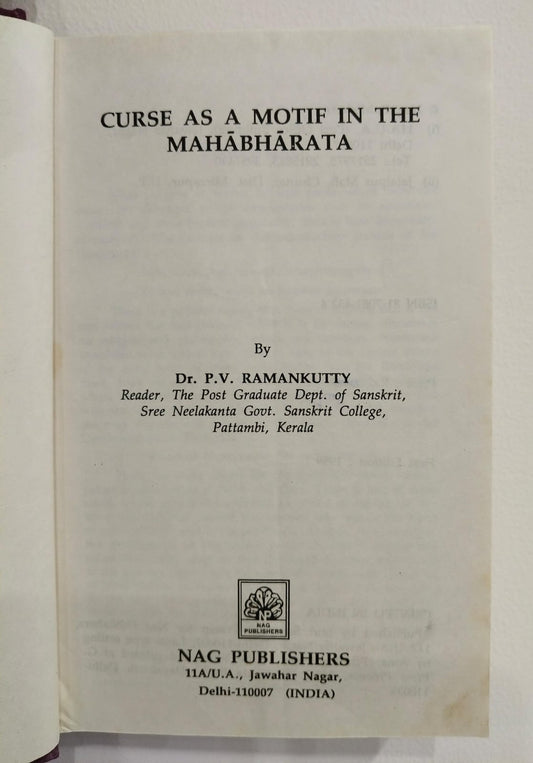 CURSE AS A MOTIF IN THE
MAHĀBHĀRATA
By
Dr. P.V. RAMANKUTTY
Reader, The Post Graduate Dept. of Sanskrit,
Sree Neelakanta Govt. Sanskrit College,
Pattambi, Kerala
NP
NAG
PUBLISHERS
NAG PUBLISHERS
11A/U.A., Jawahar Nagar,
Delhi-110007 (INDIA)